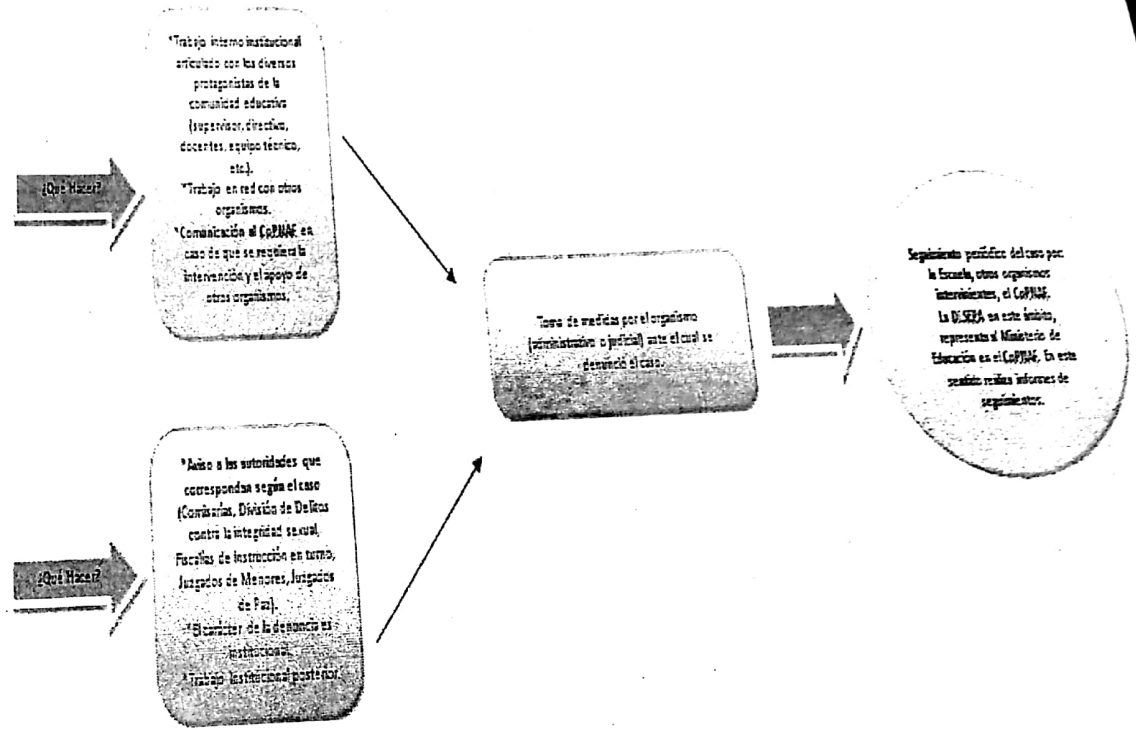 ¿Qué Hacer?
*Trabajo interno institucional
articulado con los diversos
protagonistas de la
comunidad educativa
(supervisor, directivo,
docentes, equipo técnico,
etc.).
*Trabajo en red con otros
organismos.
*Comunicación al CoPNAF en
caso de que se requiera la
intervención y el apoyo de
otros organismos.
¿Qué Hacer?
*Aviso a las autoridades que
correspondan según el caso
(Comisarías, División de Delitos
contra la integridad sexual,
Fiscalías de Instrucción en turno,
Juzgados de Menores, Juzgados
de Paz).
*El carácter de la denuncia es
institucional.
*Trabajo Institucional posterior.
Toma de medidas por el organismo
(administrativo o judicial) ante el cual se
denunció el caso.
Seguimiento periódico del caso por:
la Escuela, otros organismos
intervinientes, el CoPNAF.
La DiSEPA en este ámbito,
representa al Ministerio de
Educación en el CoPNAF. En este
sentido realiza informes de
seguimientos.